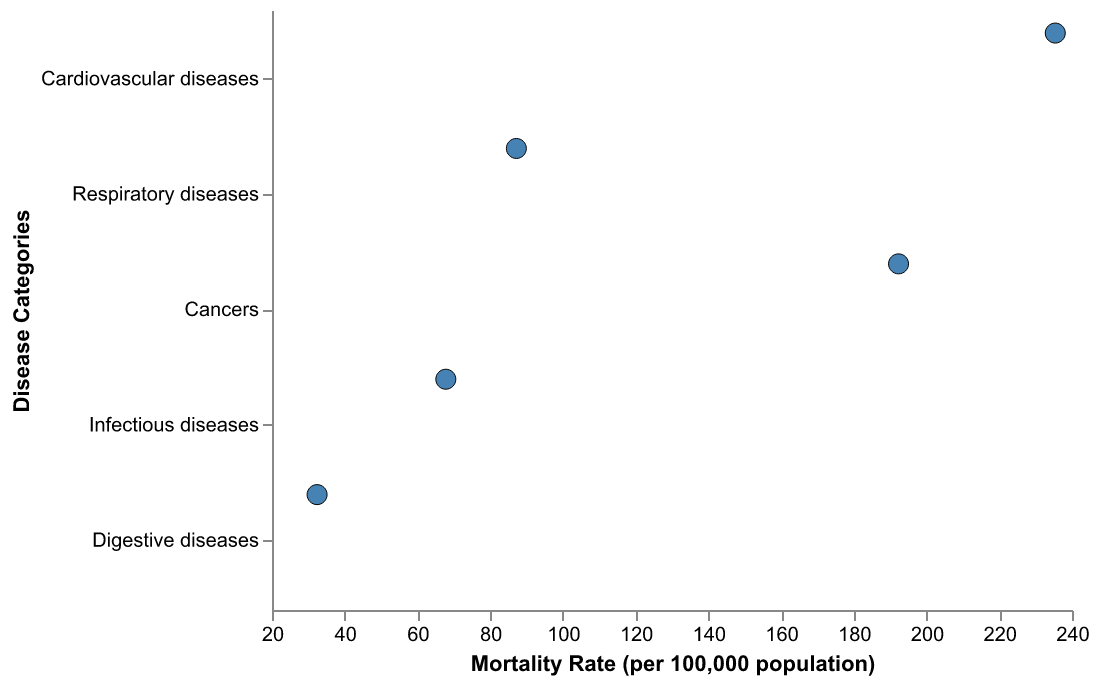 Cardiovascular diseases
Respiratory diseases
Cancers
Infectious diseases
Digestive diseases
Disease Categories
20 40 60 80 100 120 140 160 180 200 220 240
Mortality Rate (per 100,000 population)